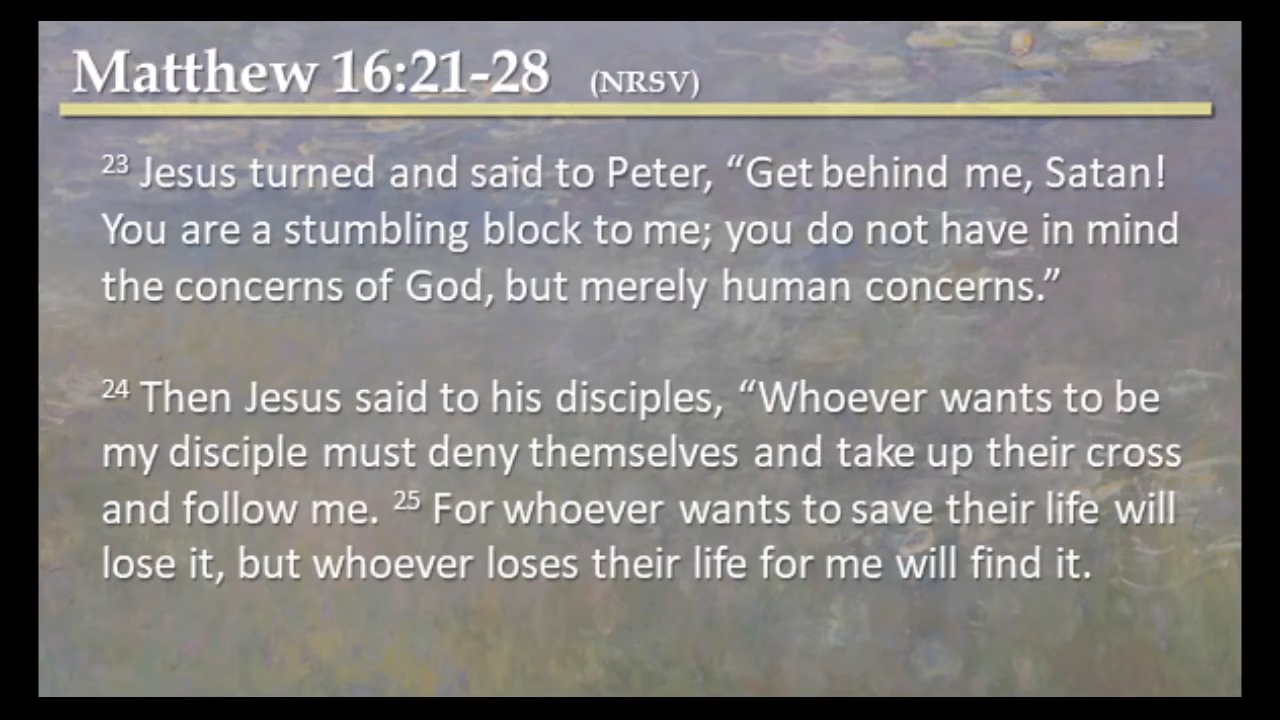 Matthew 16:21-28 (NRSV)
23 Jesus turned and said to Peter, “Get behind me, Satan!
You are a stumbling block to me; you do not have in mind
the concerns of God, but merely human concerns.”
24 Then Jesus said to his disciples, “Whoever wants to be
my disciple must deny themselves and take up their cross
and follow me. 25 For whoever wants to save their life will
lose it, but whoever loses their life for me will find it.